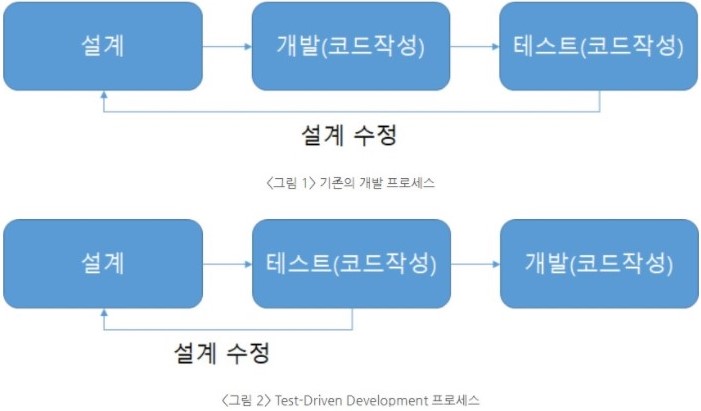 설계
개발(코드작성)
테스트(코드작성)
설계 수정
<그림 1> 기존의 개발 프로세스
설계
테스트(코드작성)
개발(코드작성)
설계 수정
<그림 2> Test-Driven Development 프로세스